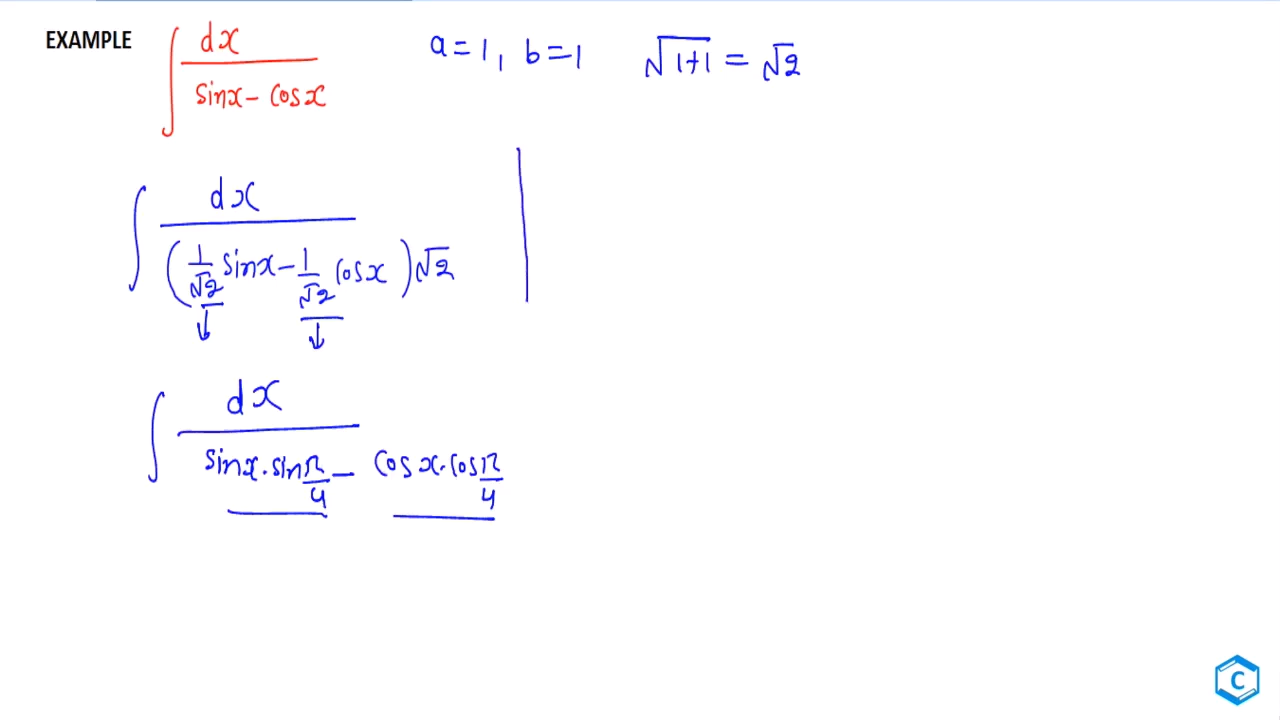 EXAMPLE ∫ dx / (sinx − cosx)   a=1, b=1   √(1+1) = √2
∫ dx / ((1/√2 sinx − 1/√2 cosx)√2)
↓ ↓
∫ dx / (sinx·sin π/4 − cosx·cos π/4)
C